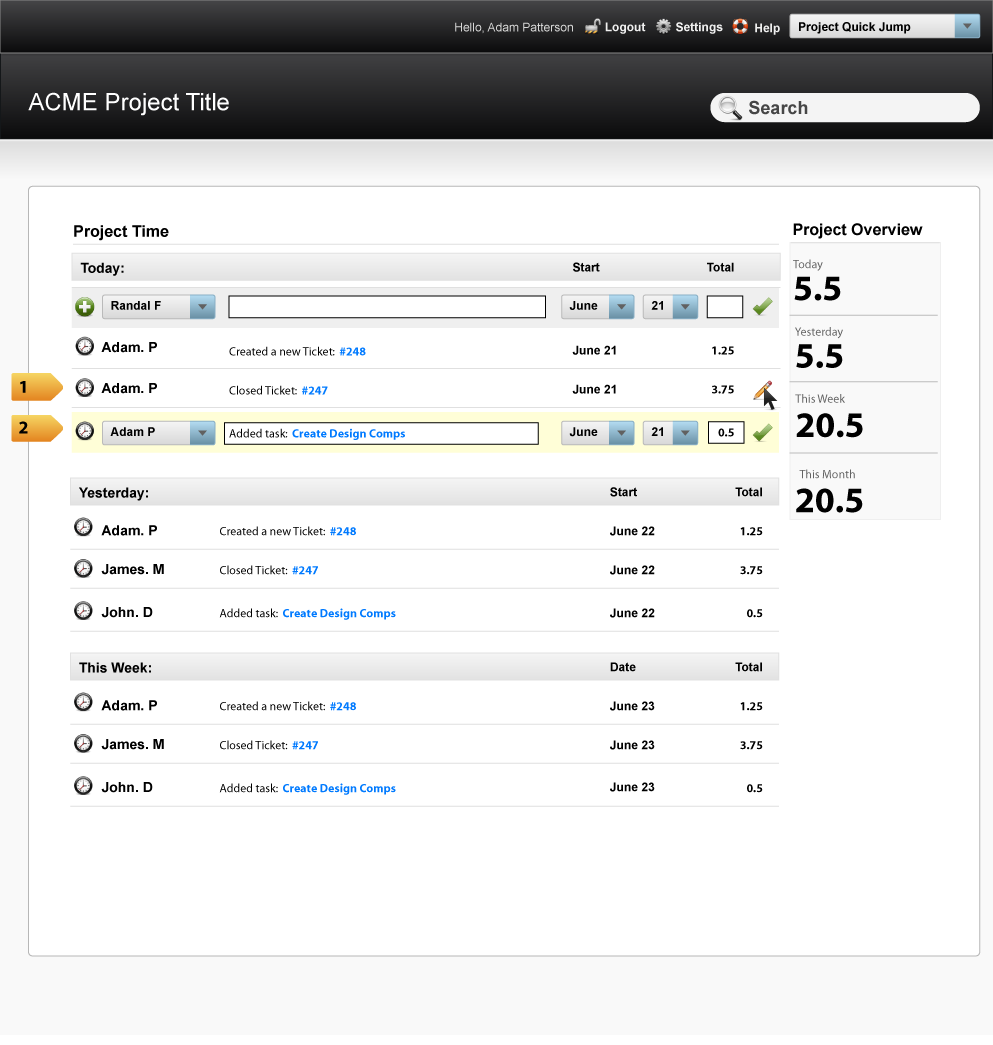 Hello, Adam Patterson Logout Settings Help Project Quick Jump
ACME Project Title
Search
Project Time
Today: Start Total
Randal F June 21
Adam. P Created a new Ticket: #248 June 21 1.25
1 Adam. P Closed Ticket: #247 June 21 3.75
2 Adam P Added task: Create Design Comps June 21 0.5
Yesterday: Start Total
Adam. P Created a new Ticket: #248 June 22 1.25
James. M Closed Ticket: #247 June 22 3.75
John. D Added task: Create Design Comps June 22 0.5
This Week: Date Total
Adam. P Created a new Ticket: #248 June 23 1.25
James. M Closed Ticket: #247 June 23 3.75
John. D Added task: Create Design Comps June 23 0.5
Project Overview
Today
5.5
Yesterday
5.5
This Week
20.5
This Month
20.5